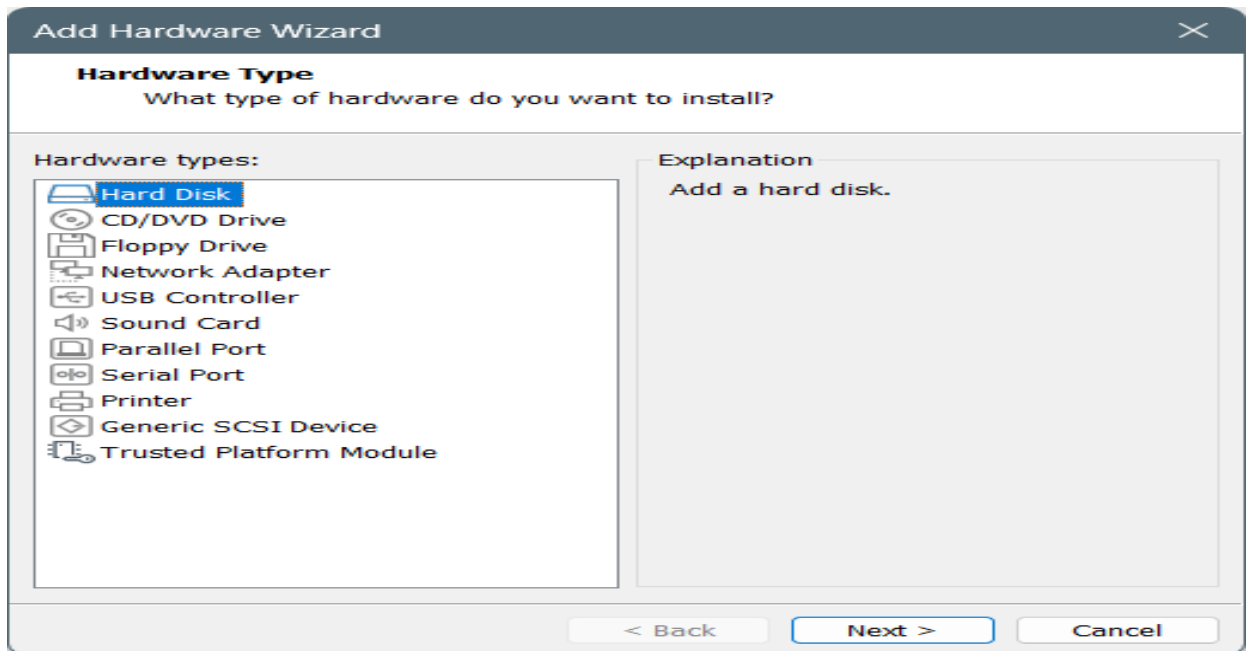 Add Hardware Wizard
Hardware Type
What type of hardware do you want to install?
Hardware types:
Hard Disk
CD/DVD Drive
Floppy Drive
Network Adapter
USB Controller
Sound Card
Parallel Port
Serial Port
Printer
Generic SCSI Device
Trusted Platform Module
Explanation
Add a hard disk.
< Back
Next >
Cancel